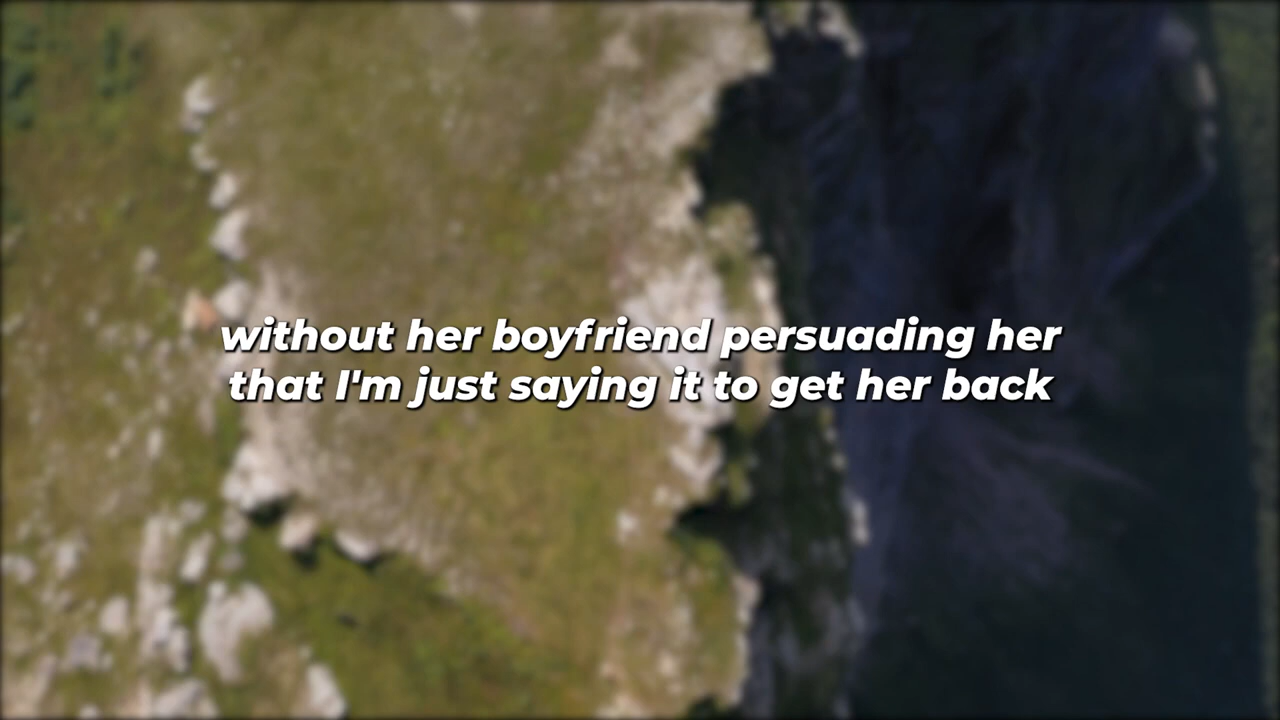 without her boyfriend persuading her
that I'm just saying it to get her back